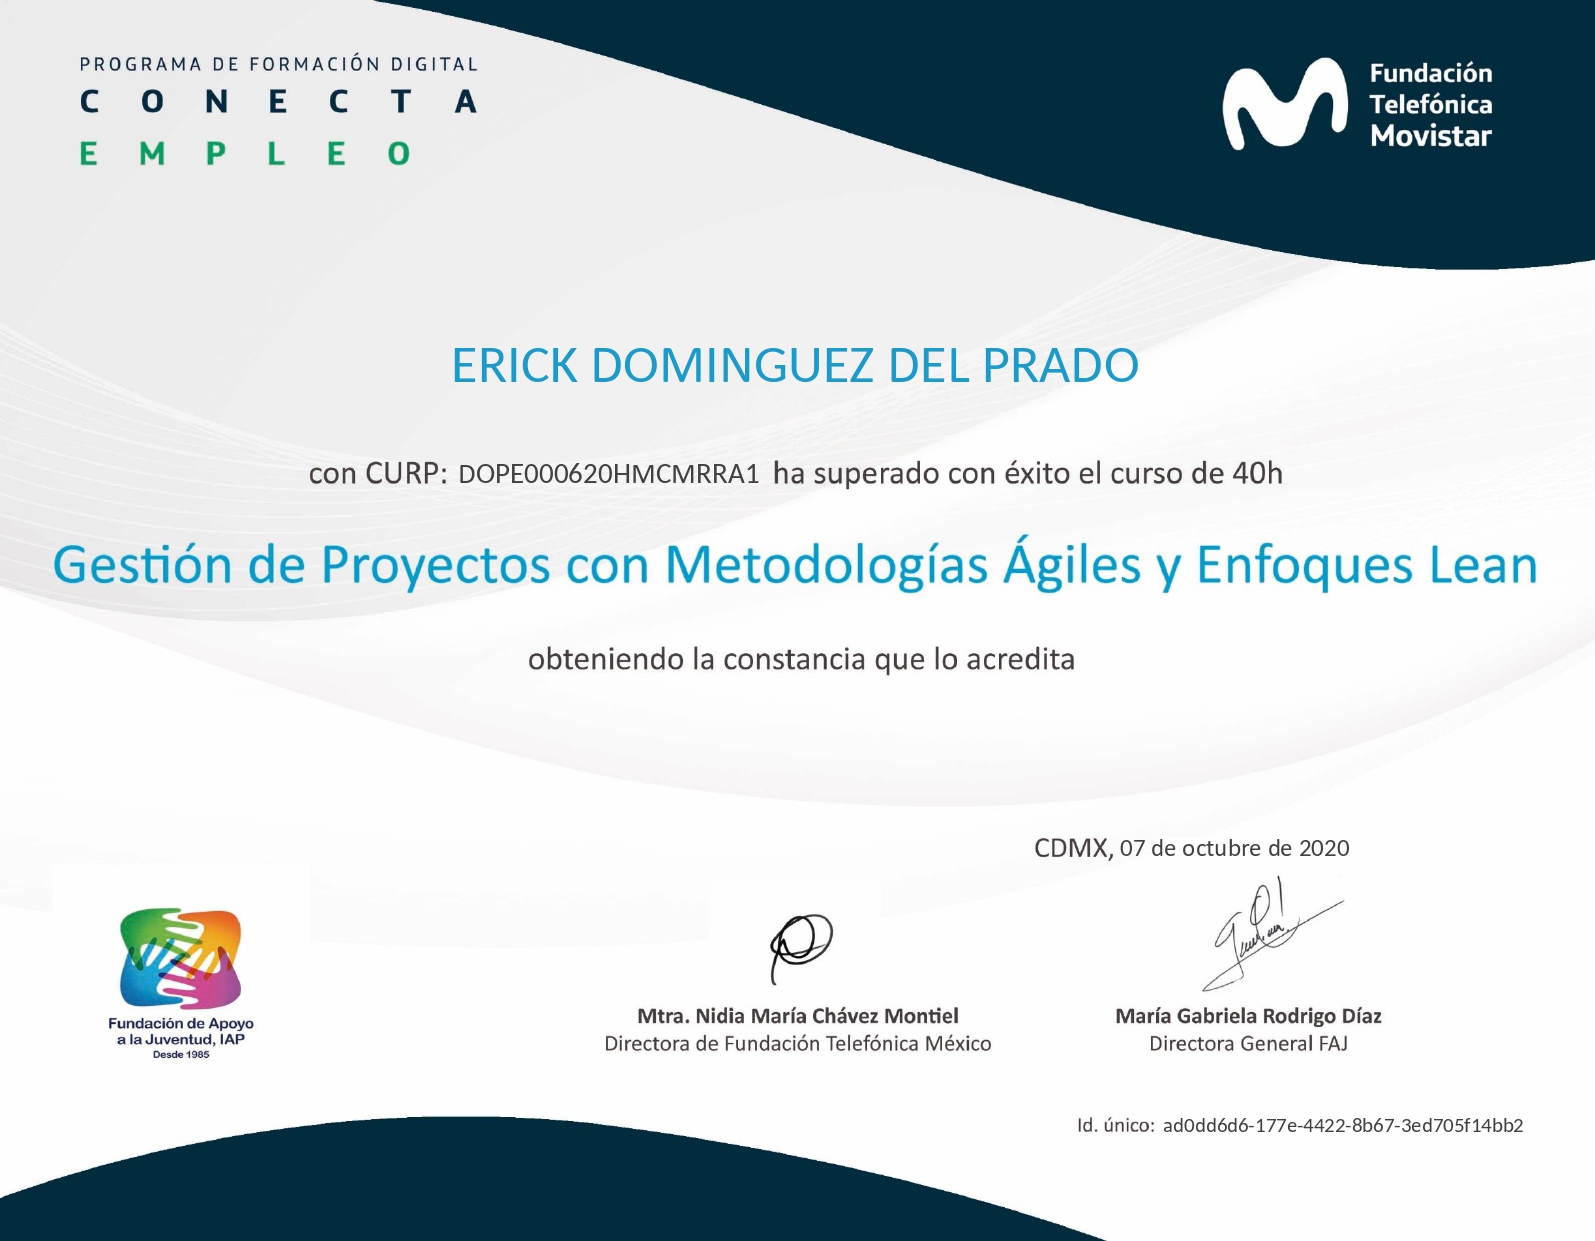 PROGRAMA DE FORMACIÓN DIGITAL
CONECTA
EMPLEO
Fundación
Telefónica
Movistar
ERICK DOMINGUEZ DEL PRADO
con CURP: DOPE000620HMCMRRA1 ha superado con éxito el curso de 40h
Gestión de Proyectos con Metodologías Ágiles y Enfoques Lean
obteniendo la constancia que lo acredita
CDMX, 07 de octubre de 2020
Fundación de Apoyo
a la Juventud, IAP
Desde 1985
Mtra. Nidia María Chávez Montiel
Directora de Fundación Telefónica México
María Gabriela Rodrigo Díaz
Directora General FAJ
Id. único: ad0dd6d6-177e-4422-8b67-3ed705f14bb2